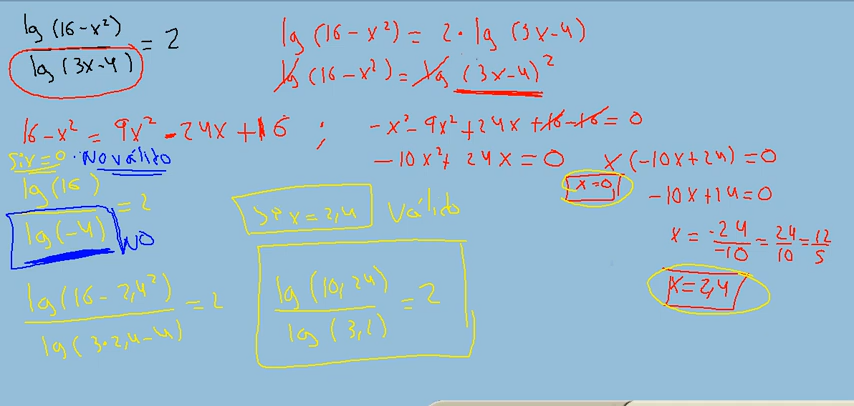 lg(16-x²)/lg(3x-4) = 2
lg(16-x²) = 2·lg(3x-4)
lg(16-x²) = lg(3x-4)²
16-x² = 9x²-24x+16 ; -x²-9x²+24x+16-16=0
-10x²+24x=0 x(-10x+24)=0
x=0, -10x+24=0
x = -24/-10 = 24/10 = 12/5
x=2,4
Si x=0 · No válito
lg(16)/lg(-4) = 2 NO
Si x=2,4 Válito
lg(16-2,4²)/lg(3·2,4-4) = 2
lg(10,24)/lg(3,2) = 2